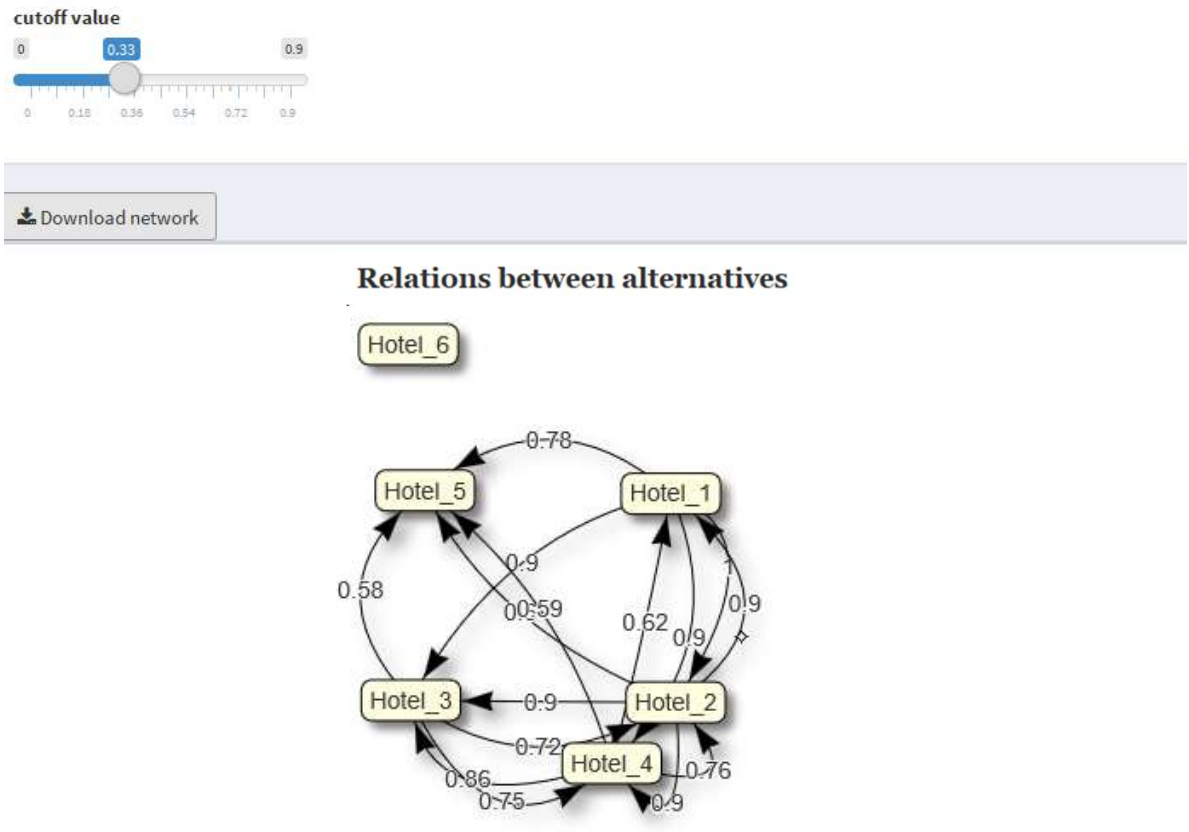 cutoff value
0 0.33 0.9
0 0.18 0.36 0.54 0.72 0.9
Download network
Relations between alternatives
Hotel_6
0.78
Hotel_5 Hotel_1
0.9 1
0.58 0.9
0.59
0.62 0.9
Hotel_3 0.9 Hotel_2
0.72
Hotel_4 0.76
0.86
0.75 0.9